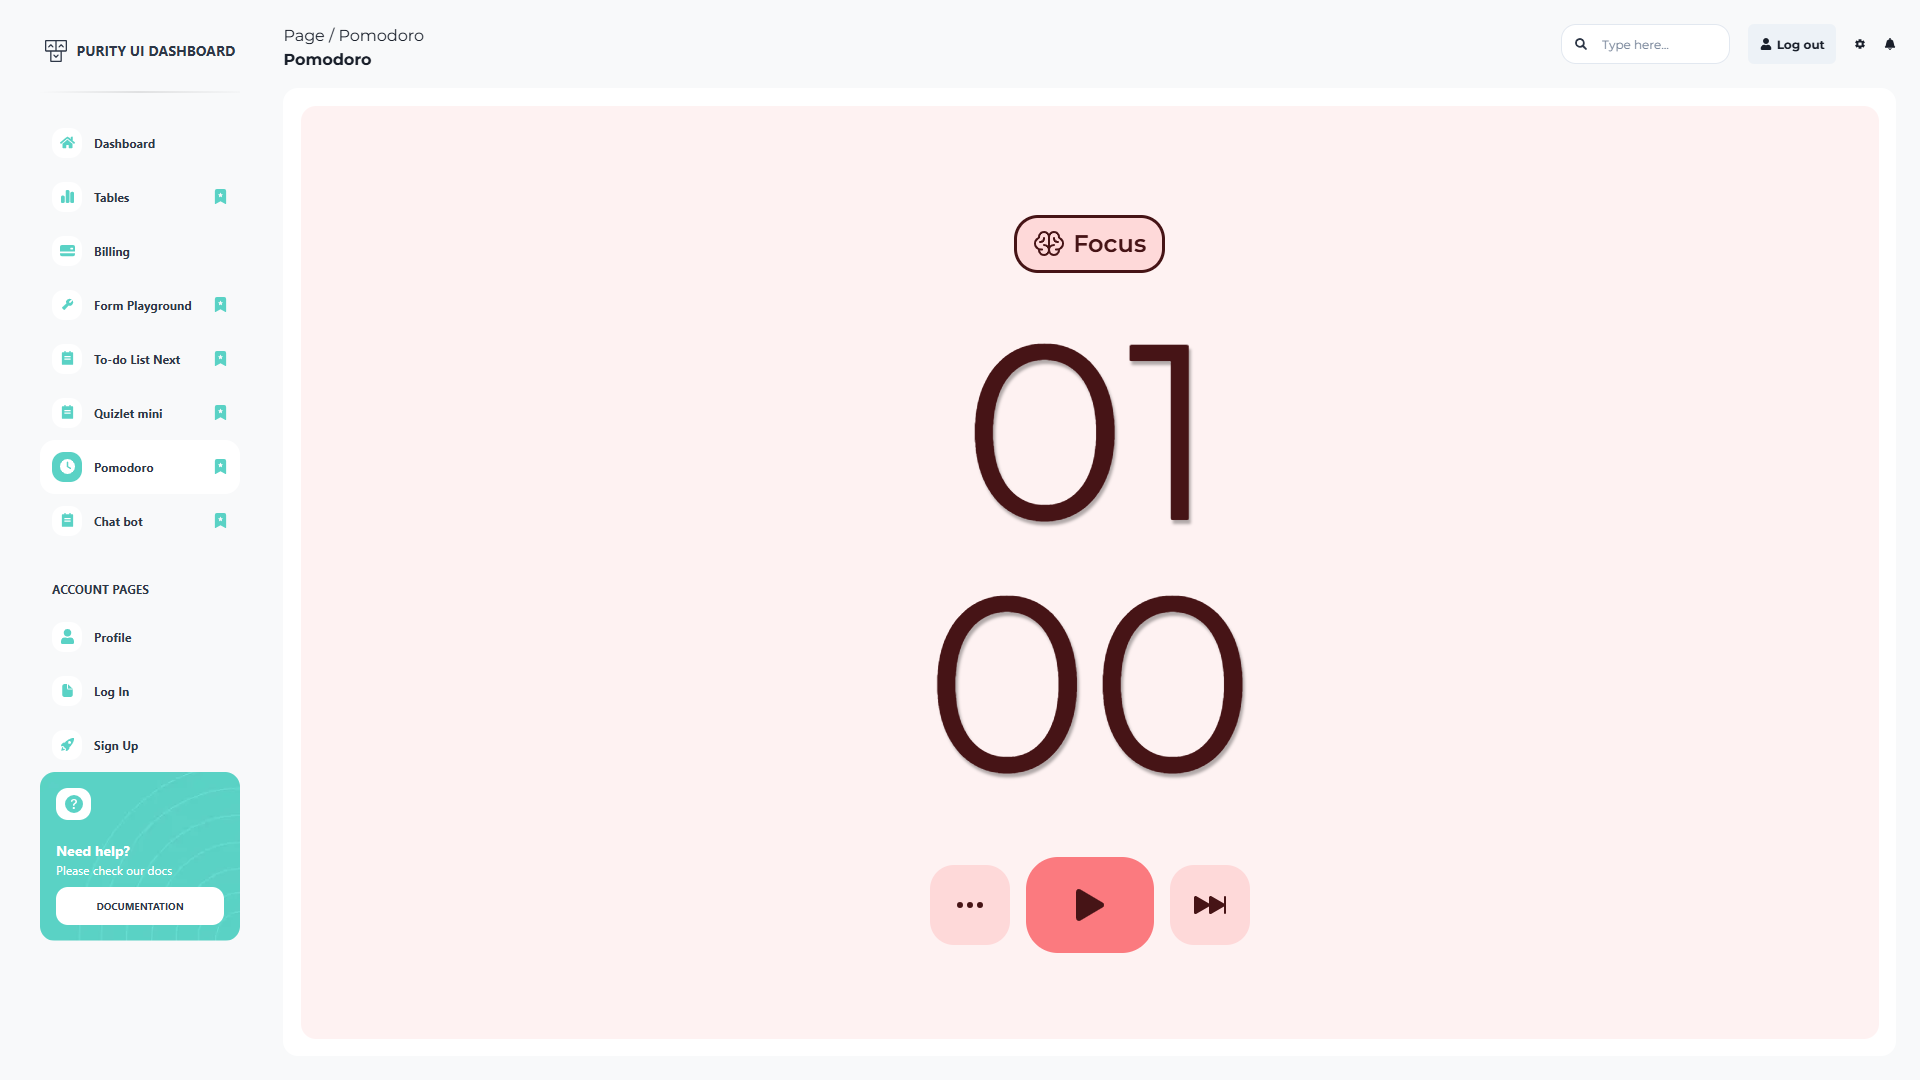 PURITY UI DASHBOARD
Dashboard
Tables
Billing
Form Playground
To-do List Next
Quizlet mini
Pomodoro
Chat bot
ACCOUNT PAGES
Profile
Log In
Sign Up
?
Need help?
Please check our docs
DOCUMENTATION
Page / Pomodoro
Pomodoro
Type here...
Log out
Focus
01
00